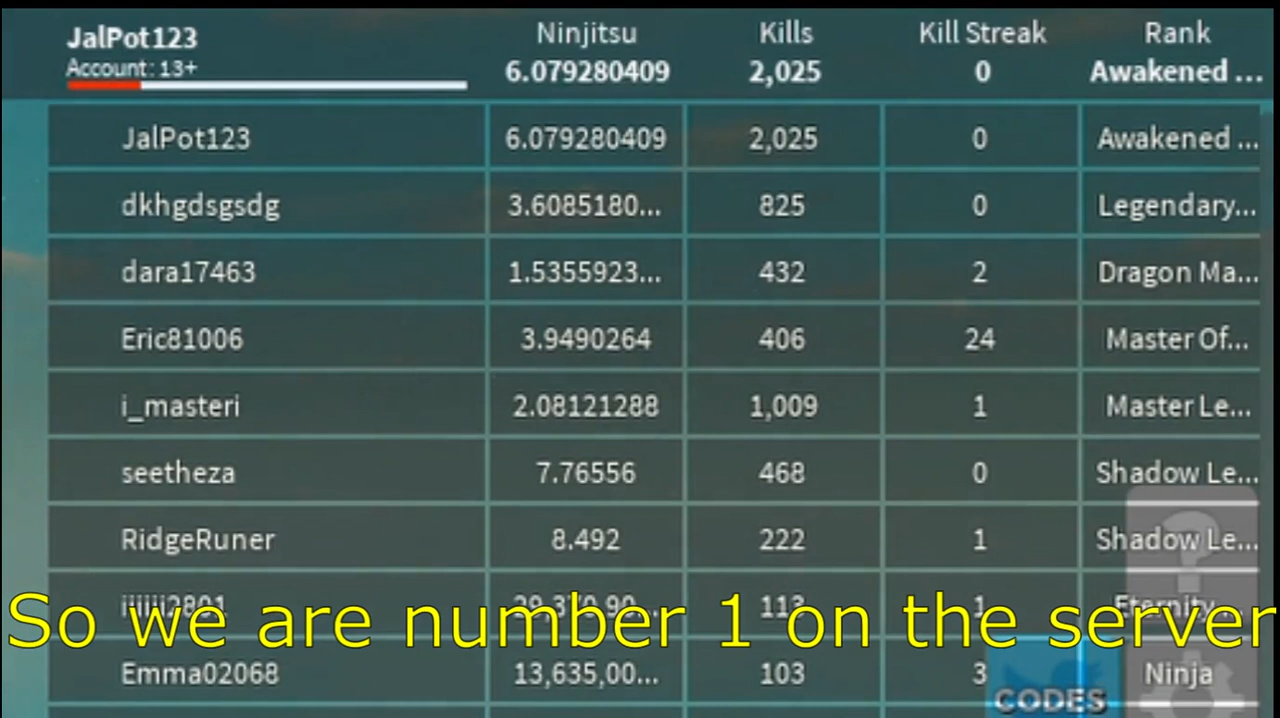 JalPot123 Ninjitsu Kills Kill Streak Rank
Account: 13+ 6.079280409 2,025 0 Awakened ...
JalPot123 6.079280409 2,025 0 Awakened ...
dkhgdsgsdg 3.6085180... 825 0 Legendary...
dara17463 1.5355923... 432 2 Dragon Ma...
Eric81006 3.9490264 406 24 Master Of...
i_masteri 2.08121288 1,009 1 Master Le...
seetheza 7.76556 468 0 Shadow Le...
RidgeRuner 8.492 222 1 Shadow Le...
113 1 Eternity...
So we are number 1 on the server
Emma02068 13,635,00... 103 3 Ninja
CODES